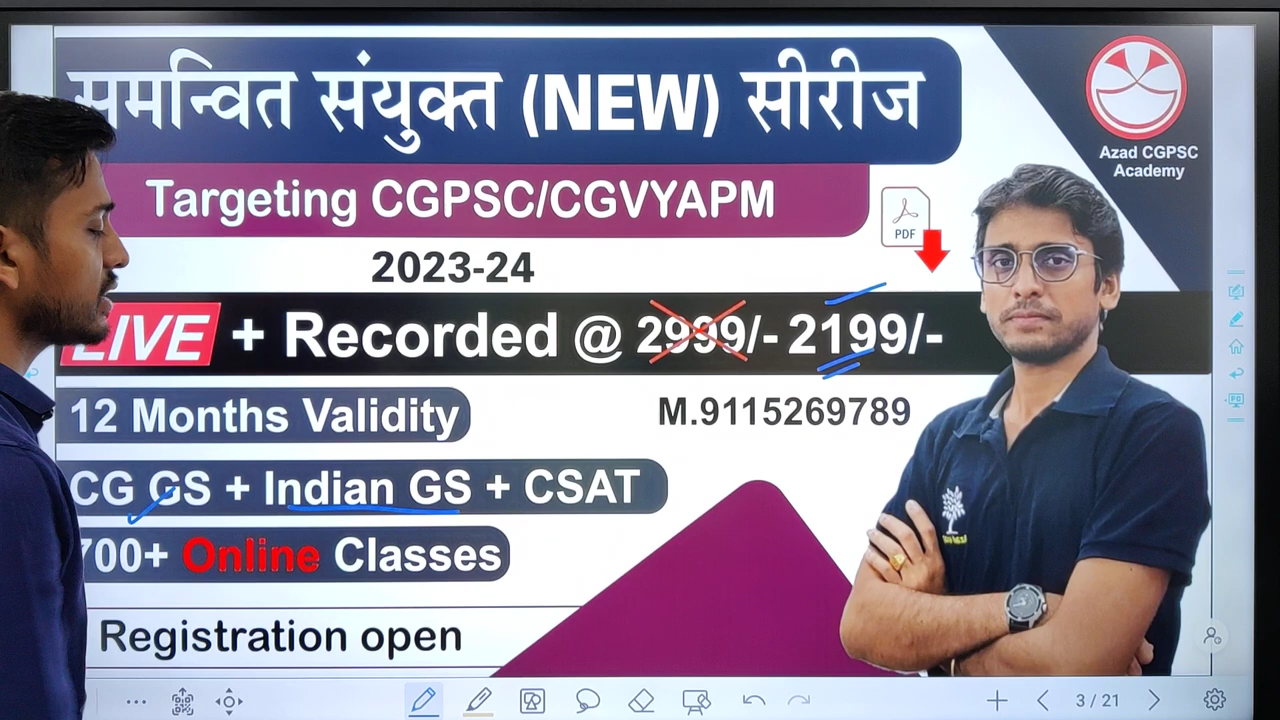 समन्वित संयुक्त (NEW) सीरीज
Azad CGPSC
Academy
Targeting CGPSC/CGVYAPM
PDF
2023-24
LIVE + Recorded @ 2999/- 2199/-
12 Months Validity
M.9115269789
CG GS + Indian GS + CSAT
700+ Online Classes
Registration open
3 / 21